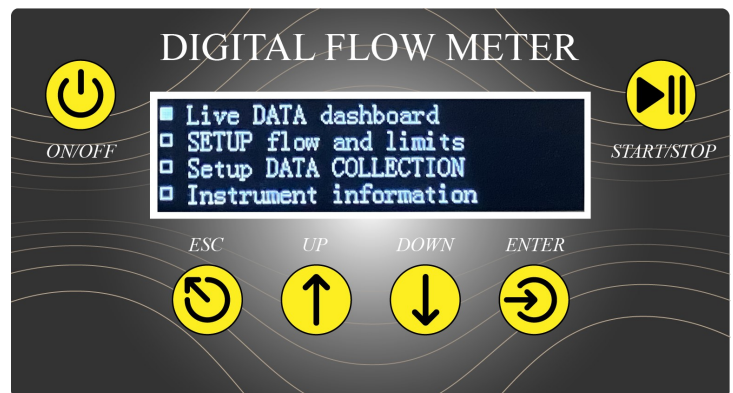 DIGITAL FLOW METER
ON/OFF
Live DATA dashboard
SETUP flow and limits
Setup DATA COLLECTION
Instrument information
START/STOP
ESC
UP
DOWN
ENTER